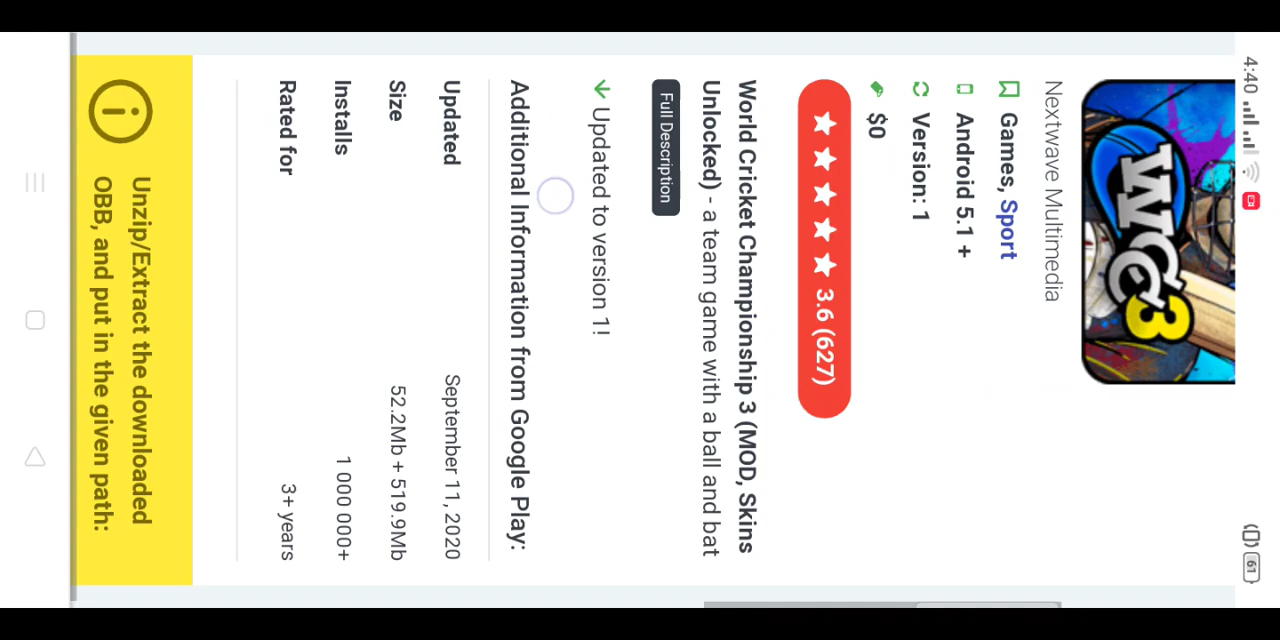 4:40
61
WCC3
Nextwave Multimedia
Games, Sport
Android 5.1 +
Version: 1
$0
3.6 (627)
World Cricket Championship 3 (MOD, Skins
Unlocked) - a team game with a ball and bat
Full Description
Updated to version 1!
Additional Information from Google Play:
Updated September 11, 2020
Size 52.2Mb + 519.9Mb
Installs 1 000 000+
Rated for 3+ years
Unzip/Extract the downloaded
OBB, and put in the given path: